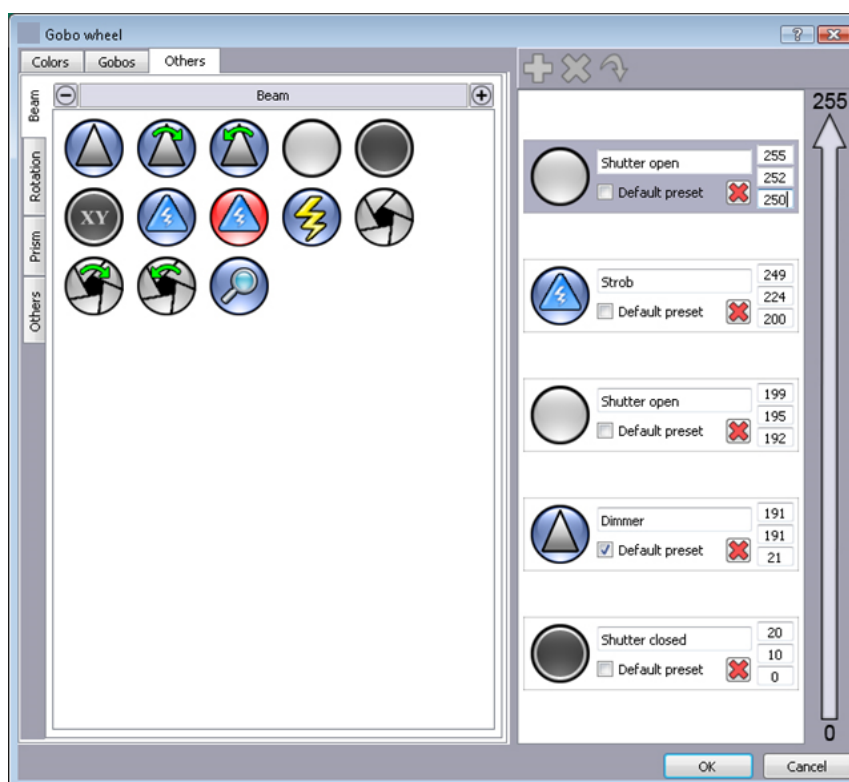 Gobo wheel
?
Colors
Gobos
Others
Beam
Rotation
Prism
Others
Beam
XY
255
Shutter open
Default preset
255
252
250
Strob
Default preset
249
224
200
Shutter open
Default preset
199
195
192
Dimmer
Default preset
191
191
21
Shutter closed
Default preset
20
10
0
0
OK
Cancel